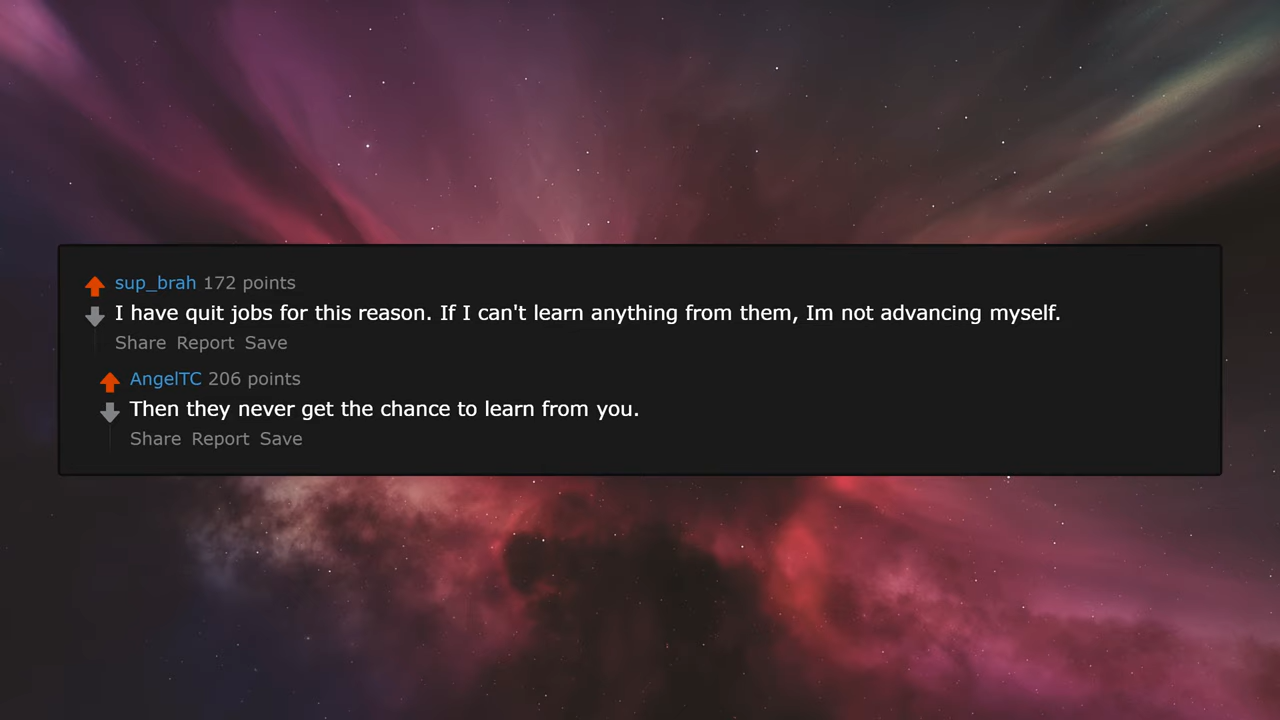 sup_brah 172 points
I have quit jobs for this reason. If I can't learn anything from them, Im not advancing myself.
Share Report Save
AngelTC 206 points
Then they never get the chance to learn from you.
Share Report Save